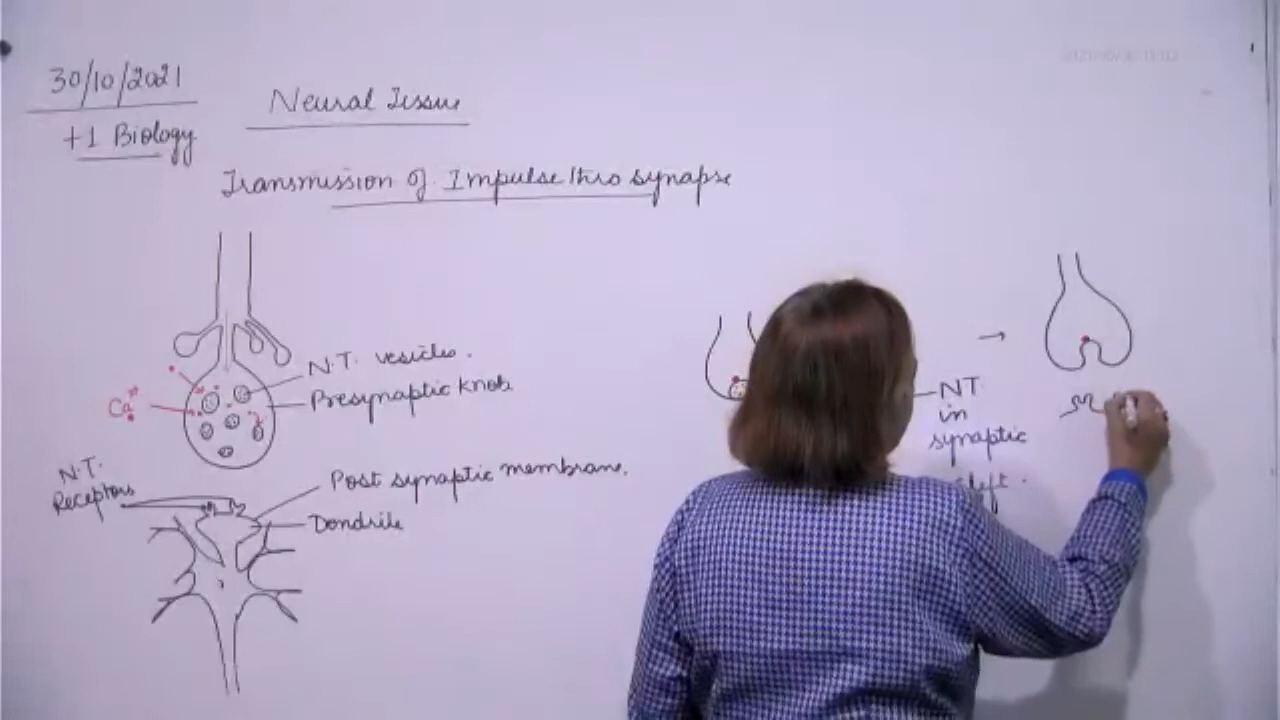 30/10/2021
+1 Biology
Neural Tissue
Transmission of Impulse thro synapse
N.T. vesicles.
Presynaptic knob
Ca++
N.T.
Receptors
Post synaptic membrane.
Dendrite
NT
in
synaptic
cleft.